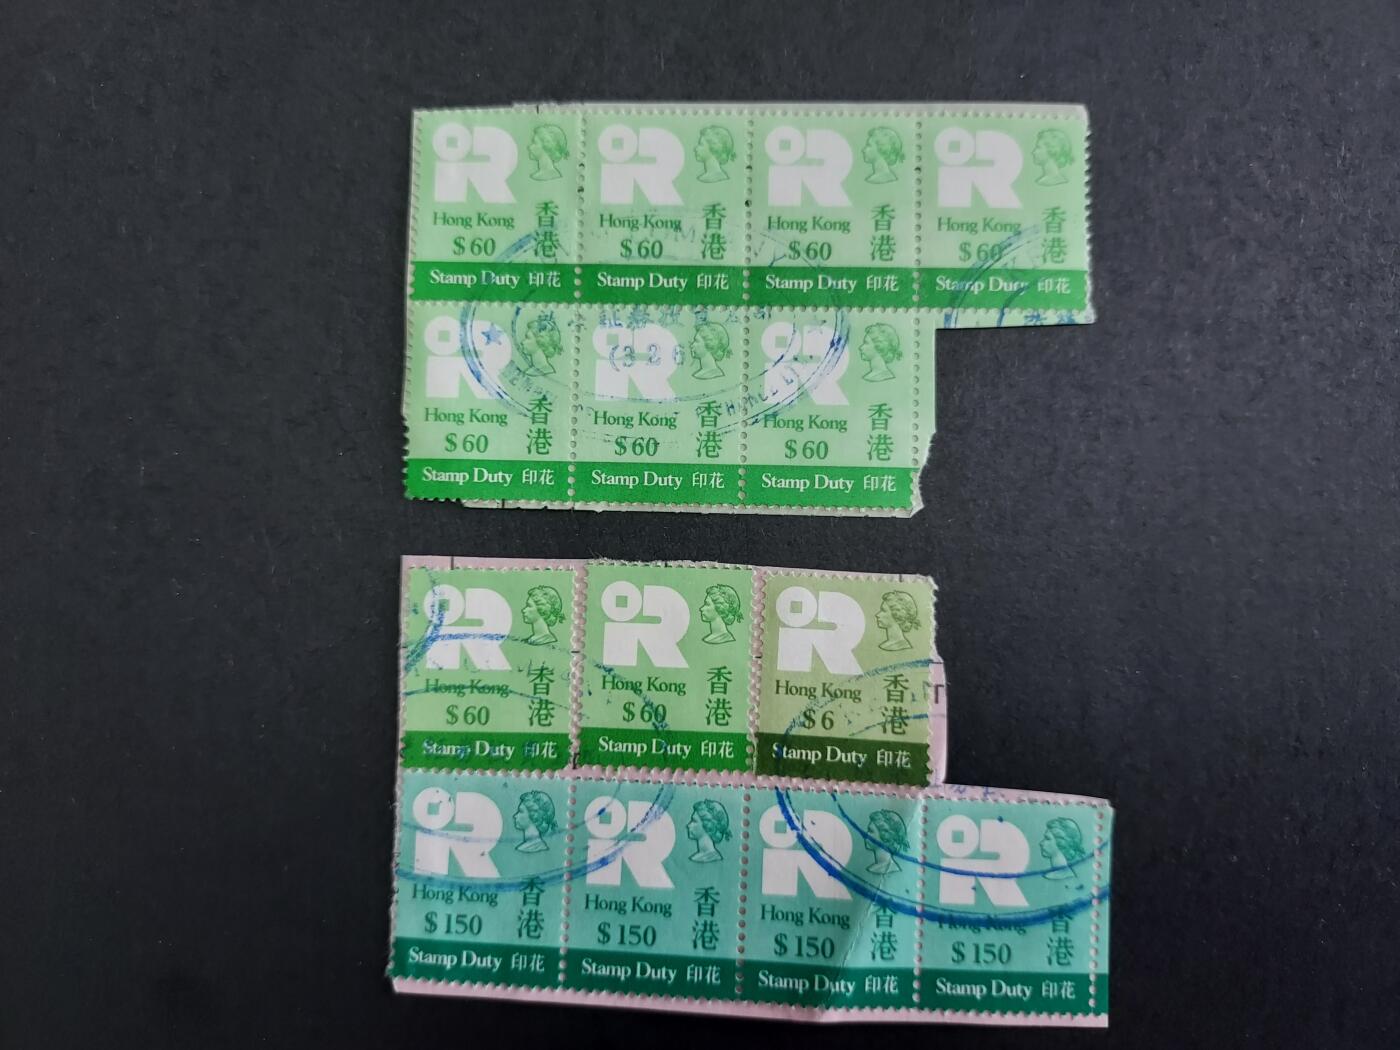 Hong Kong 香港 Hong Kong 香港 Hong Kong 香港 Hong Kong 香港
$60 $60 $60 $60
Stamp Duty 印花 Stamp Duty 印花 Stamp Duty 印花 Stamp Duty 印花
(326
Hong Kong 香港 Hong Kong 香港 Hong Kong 香港
$60 $60 $60
Stamp Duty 印花 Stamp Duty 印花 Stamp Duty 印花
Hong Kong 香港 Hong Kong 香港 Hong Kong 香港
$60 $60 $6
Stamp Duty 印花 Stamp Duty 印花 Stamp Duty 印花
Hong Kong 香港 Hong Kong 香港 Hong Kong 香港 Hong Kong 香港
$150 $150 $150 $150
Stamp Duty 印花 Stamp Duty 印花 Stamp Duty 印花 Stamp Duty 印花